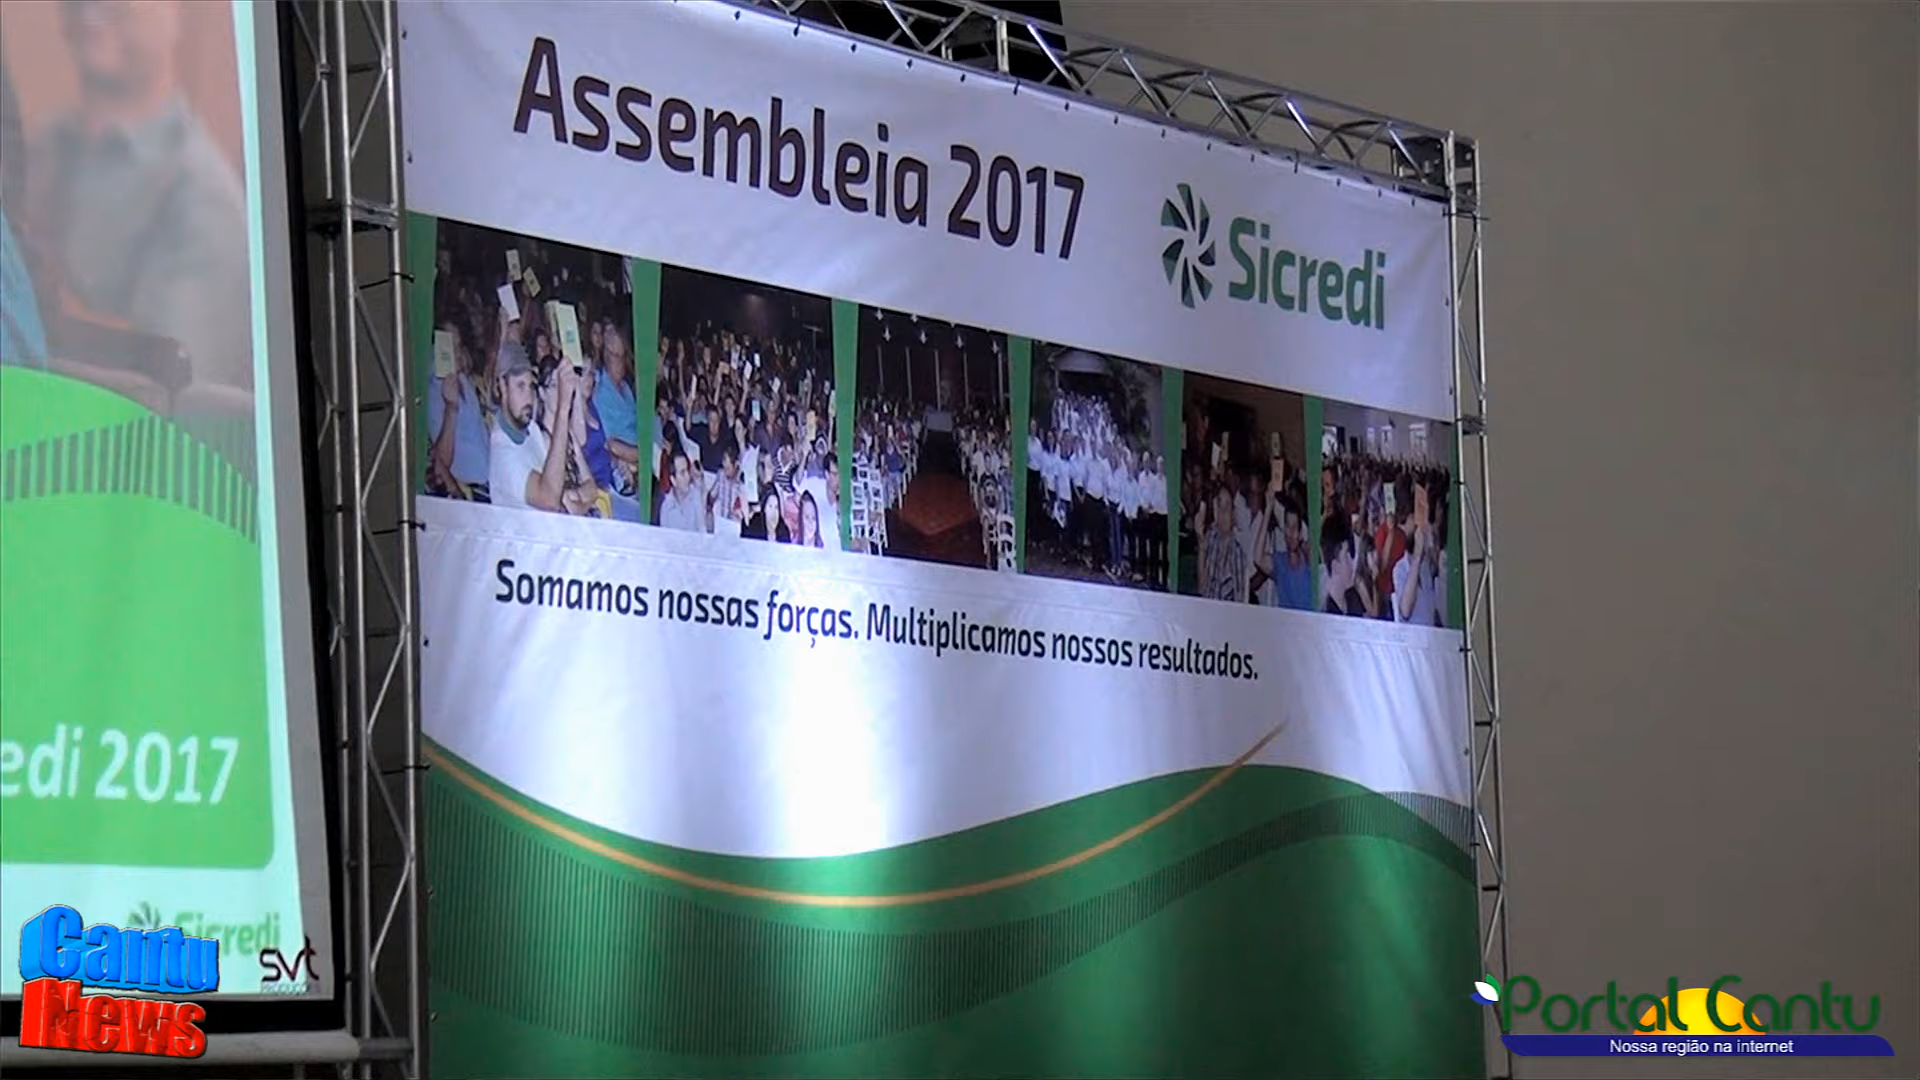 Assembleia 2017
Sicredi
Somamos nossas forças. Multiplicamos nossos resultados.
edi 2017
Sicredi
svt
Cantu
News
Portal Cantu
Nossa região na internet